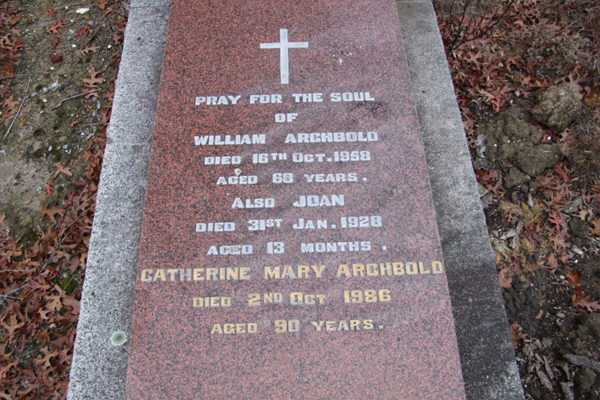 PRAY FOR THE SOUL
OF
WILLIAM ARCHBOLD
DIED 16TH OCT. 1958
AGED 68 YEARS.
ALSO JOAN
DIED 31ST JAN. 1928
AGED 13 MONTHS.
CATHERINE MARY ARCHBOLD
DIED 2ND OCT 1986
AGED 90 YEARS.